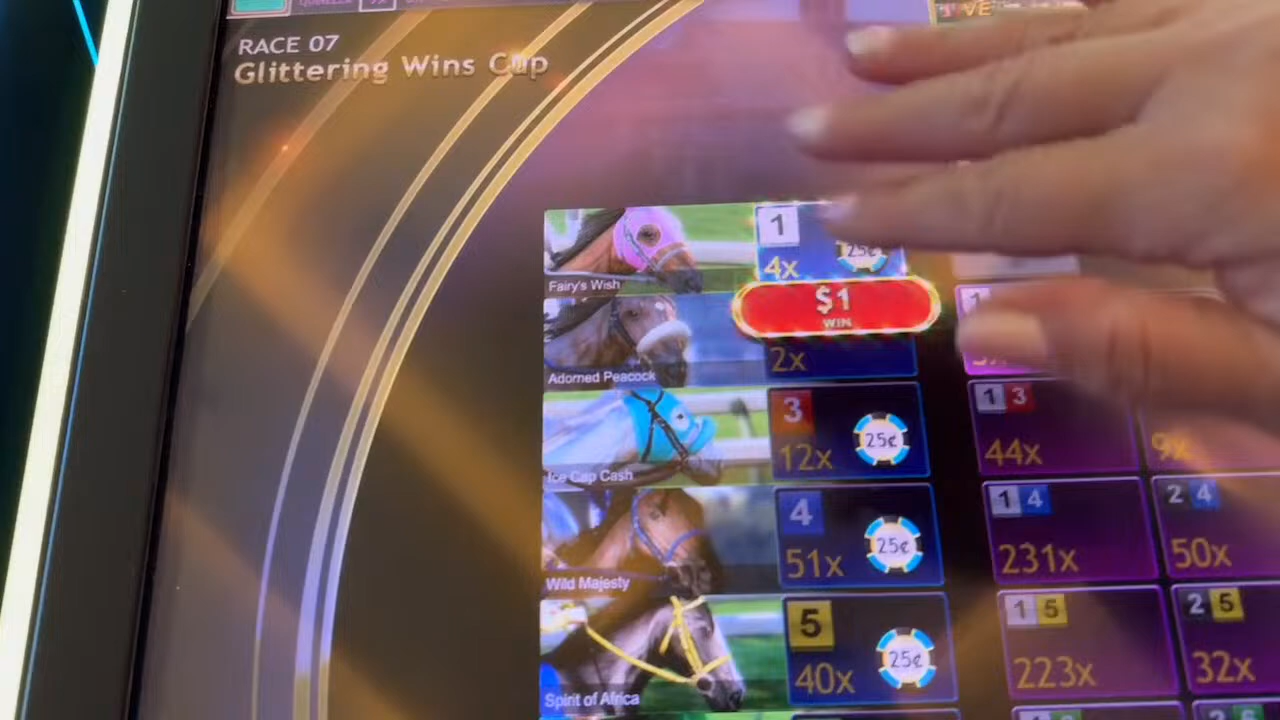 RACE 07
Glittering Wins Cup
1
25¢
4x
Fairy's Wish
$1
WIN
1
2x
Adorned Peacock
3
25¢
12x
Ice Cap Cash
1 3
44x
9x
4
25¢
51x
Wild Majesty
1 4
231x
2 4
50x
5
25¢
40x
Spirit of Africa
1 5
223x
2 5
32x